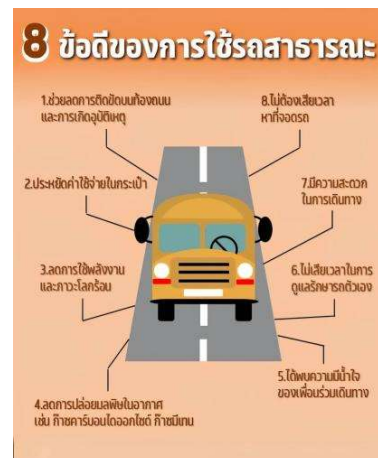 8 ข้อดีของการใช้รถสาธารณะ
1.ช่วยลดการติดขัดบนท้องถนน
และการเกิดอุบัติเหตุ
2.ประหยัดค่าใช้จ่ายในกระเป๋า
3.ลดการใช้พลังงาน
และภาวะโลกร้อน
4.ลดการปล่อยมลพิษในอากาศ
เช่น ก๊าซคาร์บอนไดออกไซด์ ก๊าซมีเทน
5.ได้พบความมีน้ำใจ
ของเพื่อนร่วมเดินทาง
6.ไม่เสียเวลาในการ
ดูแลรักษารถตัวเอง
7.มีความสะดวก
ในการเดินทาง
8.ไม่ต้องเสียเวลา
หาที่จอดรถ